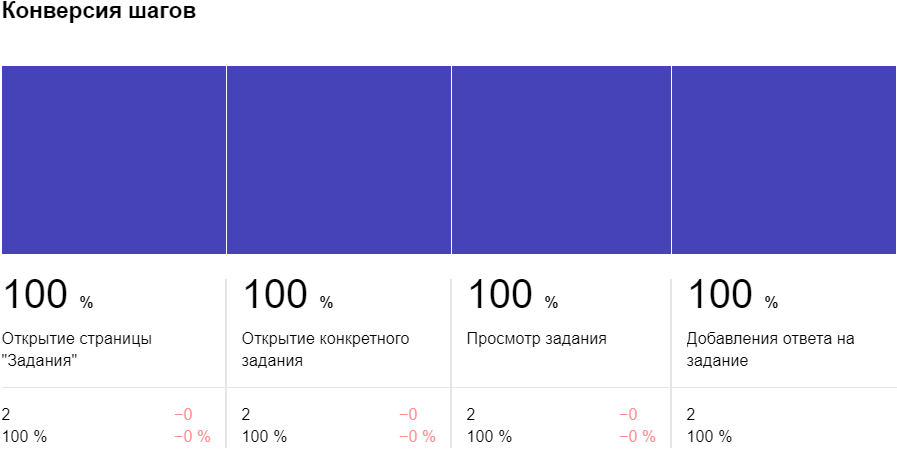 Конверсия шагов
100 %
Открытие страницы
"Задания"
2 −0
100 % −0 %
100 %
Открытие конкретного
задания
2 −0
100 % −0 %
100 %
Просмотр задания
2 −0
100 % −0 %
100 %
Добавления ответа на
задание
2
100 %